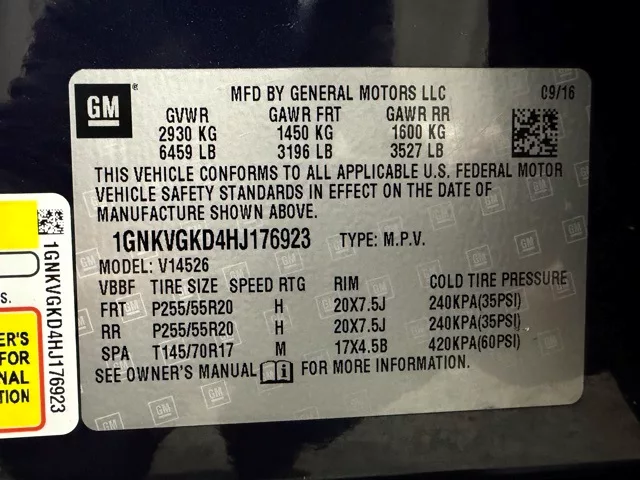 GM
MFD BY GENERAL MOTORS LLC 09/16
GVWR GAWR FRT GAWR RR
2930 KG 1450 KG 1600 KG
6459 LB 3196 LB 3527 LB
THIS VEHICLE CONFORMS TO ALL APPLICABLE U.S. FEDERAL MOTOR
VEHICLE SAFETY STANDARDS IN EFFECT ON THE DATE OF
MANUFACTURE SHOWN ABOVE.
1GNKVGKD4HJ176923 TYPE: M.P.V.
MODEL: V14526
VBBF TIRE SIZE SPEED RTG RIM COLD TIRE PRESSURE
FRT P255/55R20 H 20X7.5J 240KPA(35PSI)
RR P255/55R20 H 20X7.5J 240KPA(35PSI)
SPA T145/70R17 M 17X4.5B 420KPA(60PSI)
SEE OWNER'S MANUAL FOR MORE INFORMATION.
1GNKVGKD4HJ176923
S.
ER'S
FOR
NAL
TION